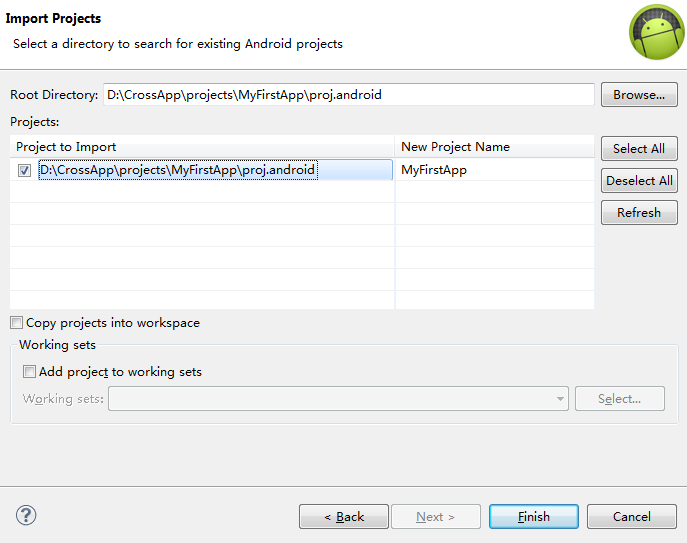 Import Projects
Select a directory to search for existing Android projects
Root Directory: D:\CrossApp\projects\MyFirstApp\proj.android Browse...
Projects:
Project to Import New Project Name Select All
D:\CrossApp\projects\MyFirstApp\proj.android MyFirstApp
Deselect All
Refresh
Copy projects into workspace
Working sets
Add project to working sets
Working sets: Select...
? < Back Next > Finish Cancel